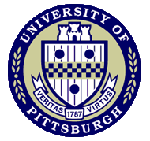 UNIVERSITY OF
PITTSBURGH
VERITAS 1787 VIRTUS